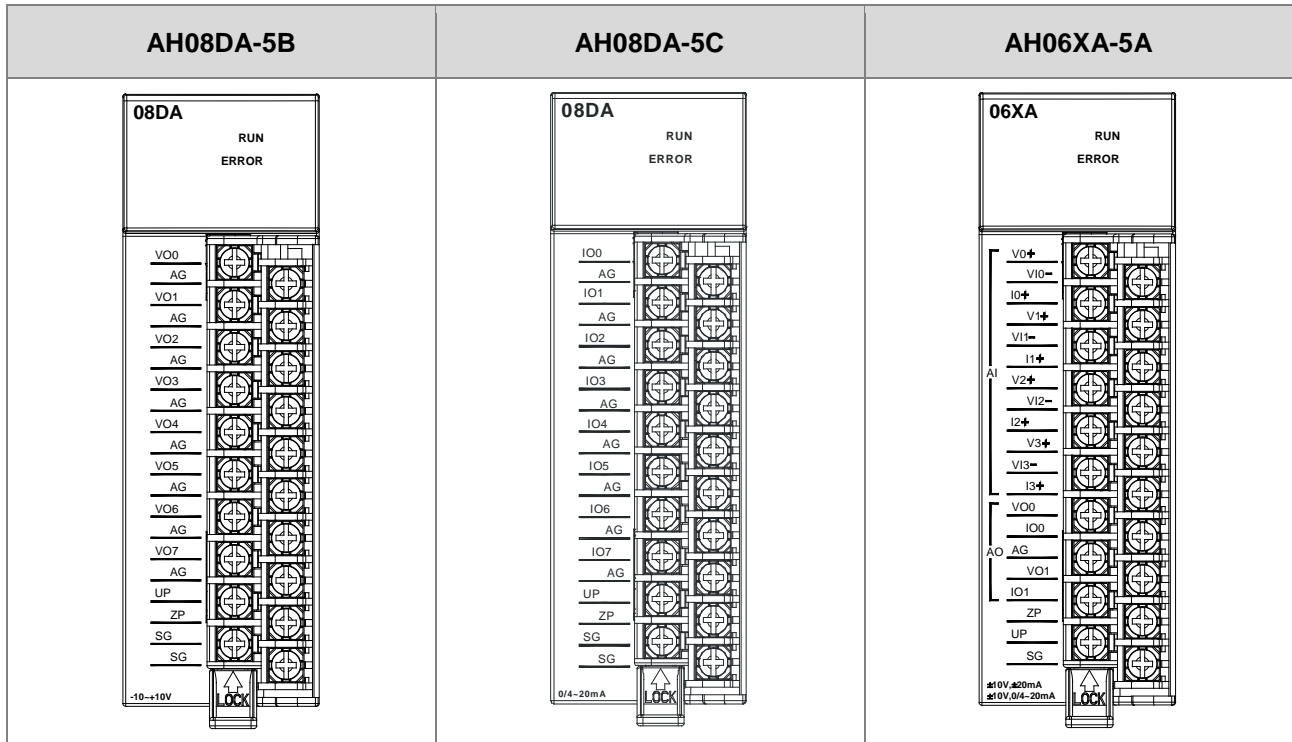 AH08DA-5B
AH08DA-5C
AH06XA-5A
08DA
RUN
ERROR
VO0
AG
VO1
AG
VO2
AG
VO3
AG
VO4
AG
VO5
AG
VO6
AG
VO7
AG
UP
ZP
SG
SG
-10~+10V
LOCK
08DA
RUN
ERROR
IO0
AG
IO1
AG
IO2
AG
IO3
AG
IO4
AG
IO5
AG
IO6
AG
IO7
AG
UP
ZP
SG
SG
0/4~20mA
LOCK
06XA
RUN
ERROR
AI
V0+
VI0-
I0+
V1+
VI1-
I1+
V2+
VI2-
I2+
V3+
VI3-
I3+
AO
VO0
IO0
AG
VO1
IO1
ZP
UP
SG
±10V,±20mA
±10V,0/4~20mA
LOCK